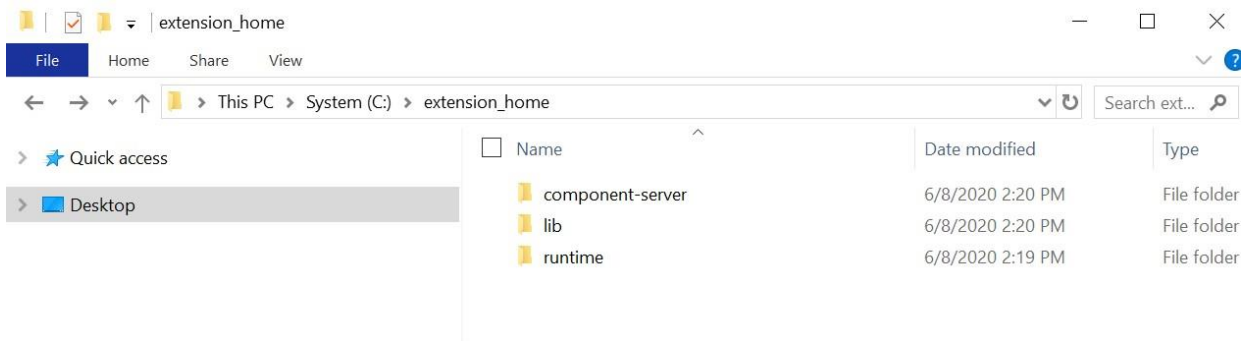 extension_home
File Home Share View
This PC > System (C:) > extension_home
Search ext...
Quick access
Desktop
Name Date modified Type
component-server 6/8/2020 2:20 PM File folder
lib 6/8/2020 2:20 PM File folder
runtime 6/8/2020 2:19 PM File folder